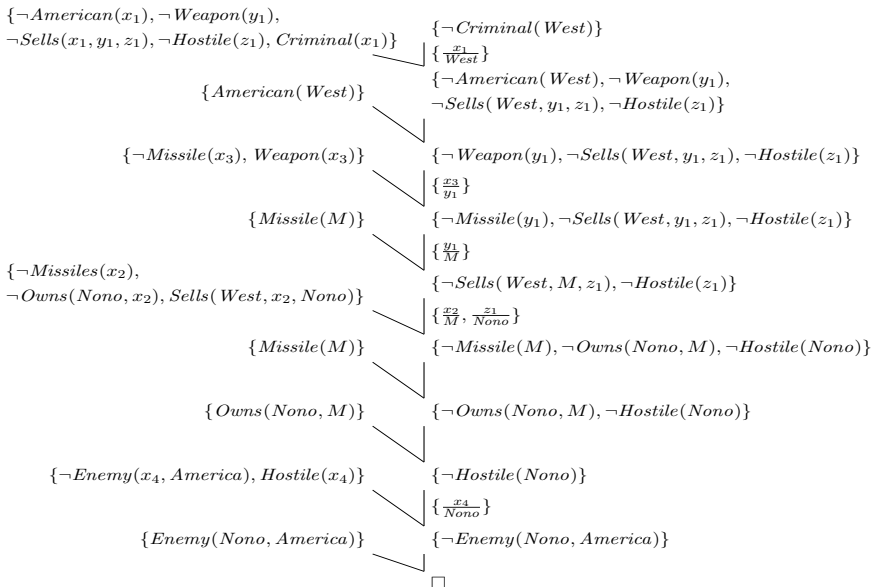 {¬American(x₁), ¬Weapon(y₁),
¬Sells(x₁, y₁, z₁), ¬Hostile(z₁), Criminal(x₁)}
{¬Criminal(West)}
{x₁/West}
{American(West)}
{¬American(West), ¬Weapon(y₁),
¬Sells(West, y₁, z₁), ¬Hostile(z₁)}
{¬Missile(x₃), Weapon(x₃)}
{¬Weapon(y₁), ¬Sells(West, y₁, z₁), ¬Hostile(z₁)}
{x₃/y₁}
{Missile(M)}
{¬Missile(y₁), ¬Sells(West, y₁, z₁), ¬Hostile(z₁)}
{y₁/M}
{¬Missiles(x₂),
¬Owns(Nono, x₂), Sells(West, x₂, Nono)}
{¬Sells(West, M, z₁), ¬Hostile(z₁)}
{x₂/M, z₁/Nono}
{Missile(M)}
{¬Missile(M), ¬Owns(Nono, M), ¬Hostile(Nono)}
{Owns(Nono, M)}
{¬Owns(Nono, M), ¬Hostile(Nono)}
{¬Enemy(x₄, America), Hostile(x₄)}
{¬Hostile(Nono)}
{x₄/Nono}
{Enemy(Nono, America)}
{¬Enemy(Nono, America)}
□